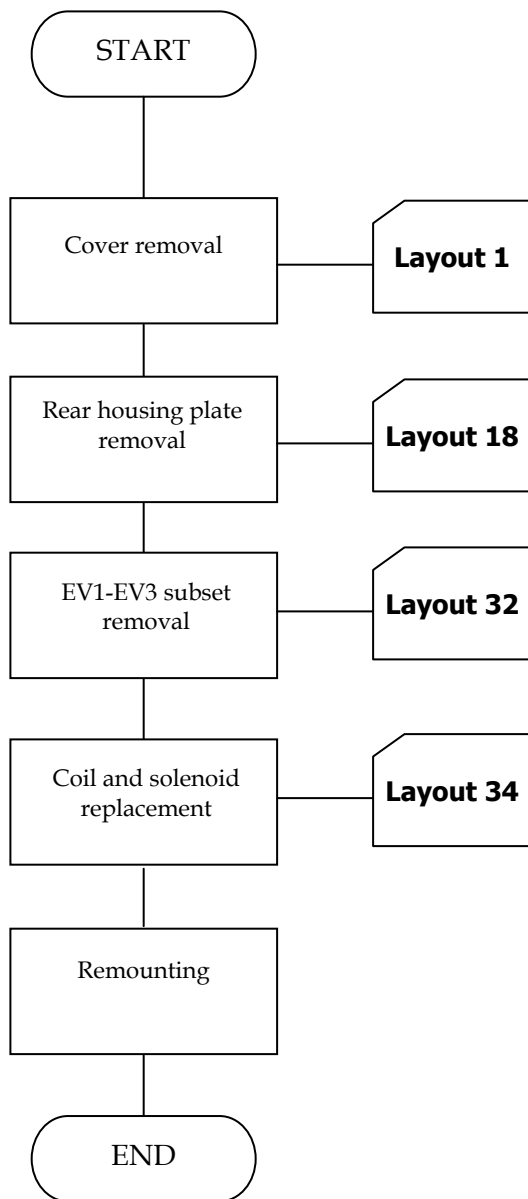 START
Cover removal
Layout 1
Rear housing plate
removal
Layout 18
EV1-EV3 subset
removal
Layout 32
Coil and solenoid
replacement
Layout 34
Remounting
END